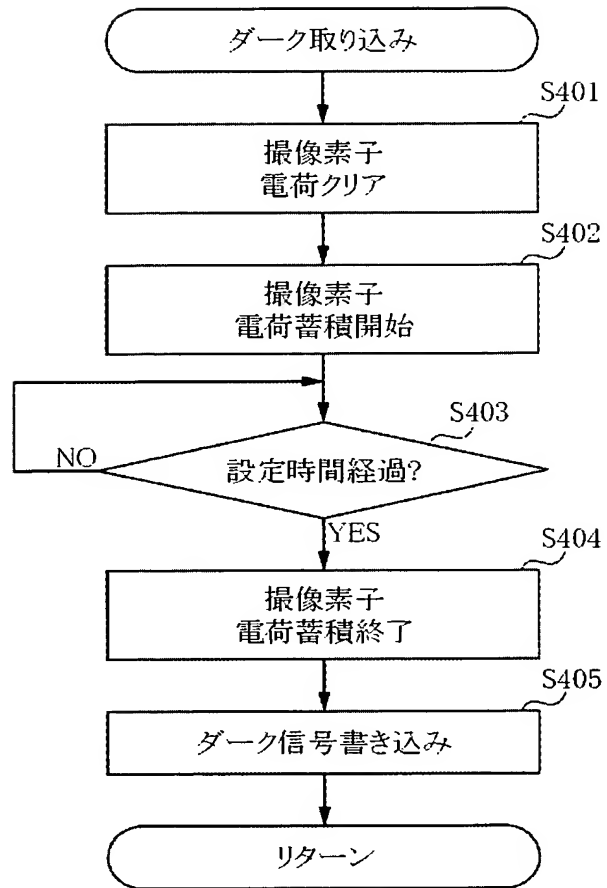 ダーク取り込み
S401
撮像素子
電荷クリア
S402
撮像素子
電荷蓄積開始
S403
NO
設定時間経過?
YES
S404
撮像素子
電荷蓄積終了
S405
ダーク信号書き込み
リターン